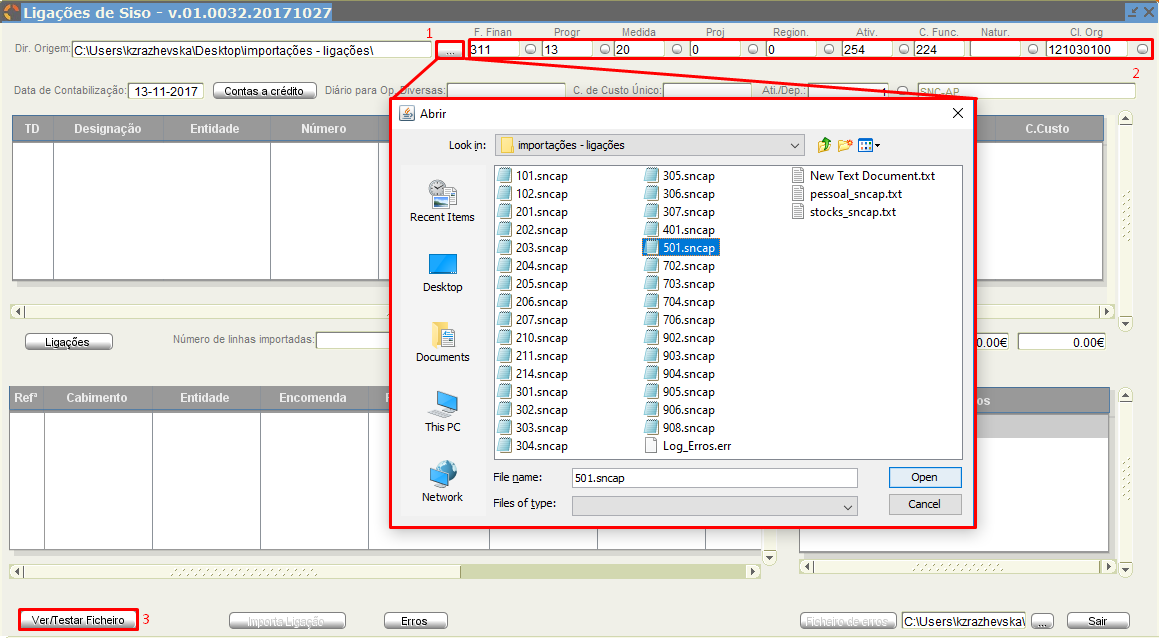 Ligações de Siso - v.01.0032.20171027
1
F. Finan Progr Medida Proj Region. Ativ. C. Func. Natur. Cl. Org
Dir. Origem: C:\Users\kzrazhevska\Desktop\importações - ligações\ ... 311 13 20 0 0 254 224 121030100
2
Data de Contabilização: 13-11-2017 Contas a crédito Diário para Op. Diversas: C. de Custo Único: Ati./Dep.: 1 SNC-AP
TD Designação Entidade Número C.Custo
Ligações Número de linhas importadas: 0.00€ 0.00€
Refª Cabimento Entidade Encomenda
Abrir
Look in: importações - ligações
Recent Items
Desktop
Documents
This PC
Network
101.sncap
102.sncap
201.sncap
202.sncap
203.sncap
204.sncap
205.sncap
206.sncap
207.sncap
210.sncap
211.sncap
214.sncap
301.sncap
302.sncap
303.sncap
304.sncap
305.sncap
306.sncap
307.sncap
401.sncap
501.sncap
702.sncap
703.sncap
704.sncap
706.sncap
902.sncap
903.sncap
904.sncap
905.sncap
906.sncap
908.sncap
Log_Erros.err
New Text Document.txt
pessoal_sncap.txt
stocks_sncap.txt
File name: 501.sncap Open
Files of type: Cancel
Ver/Testar Ficheiro 3 Importa Ligação Erros Ficheiro de erros C:\Users\kzrazhevska\ ... Sair